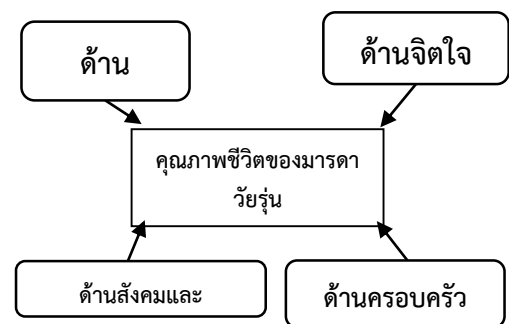 ด้าน
ด้านจิตใจ
คุณภาพชีวิตของมารดา
วัยรุ่น
ด้านสังคมและ
ด้านครอบครัว